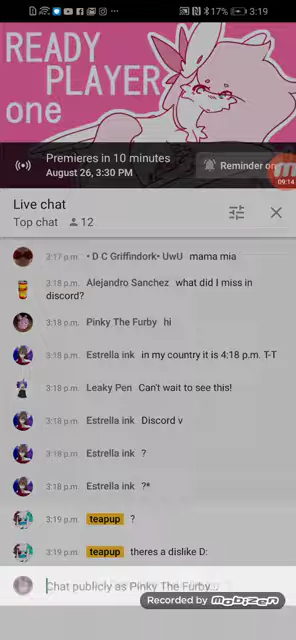 17% 3:19
READY
PLAYER
one
Premieres in 10 minutes
August 26, 3:30 PM
Reminder on
09:14
Live chat
Top chat 12
2:17 p.m. • D C Griffindork• UwU mama mia
3:18 p.m. Alejandro Sanchez what did I miss in
discord?
3:18 p.m. Pinky The Furby hi
3:18 p.m. Estrella ink in my country it is 4:18 p.m. T-T
3:18 p.m. Leaky Pen Can't wait to see this!
3:18 p.m. Estrella ink Discord v
3:18 p.m. Estrella ink ?
3:18 p.m. Estrella ink ?*
3:19 p.m. teapup ?
3:19 p.m. teapup theres a dislike D:
Chat publicly as Pinky The Furby...
Recorded by MOBIZEN